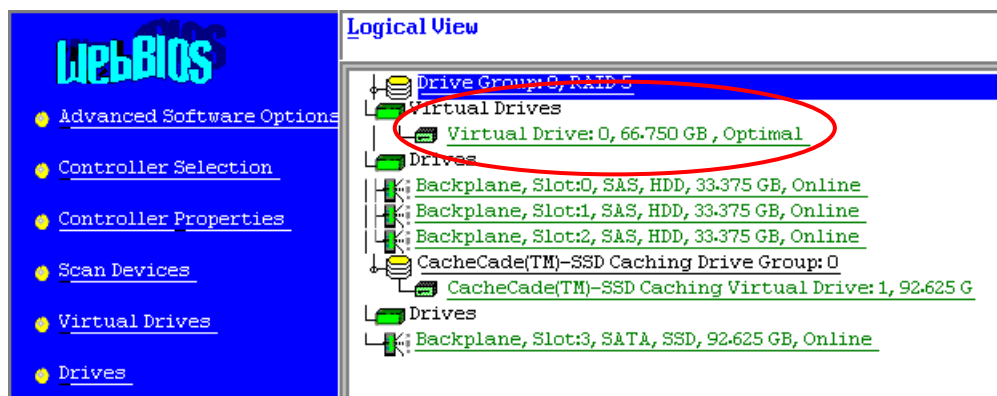 WebBIOS
Advanced Software Options
Controller Selection
Controller Properties
Scan Devices
Virtual Drives
Drives
Logical View
Drive Group: 0, RAID 5
Virtual Drives
Virtual Drive: 0, 66.750 GB , Optimal
Drives
Backplane, Slot:0, SAS, HDD, 33.375 GB, Online
Backplane, Slot:1, SAS, HDD, 33.375 GB, Online
Backplane, Slot:2, SAS, HDD, 33.375 GB, Online
CacheCade(TM)-SSD Caching Drive Group: 0
CacheCade(TM)-SSD Caching Virtual Drive: 1, 92.625 G
Drives
Backplane, Slot:3, SATA, SSD, 92.625 GB, Online